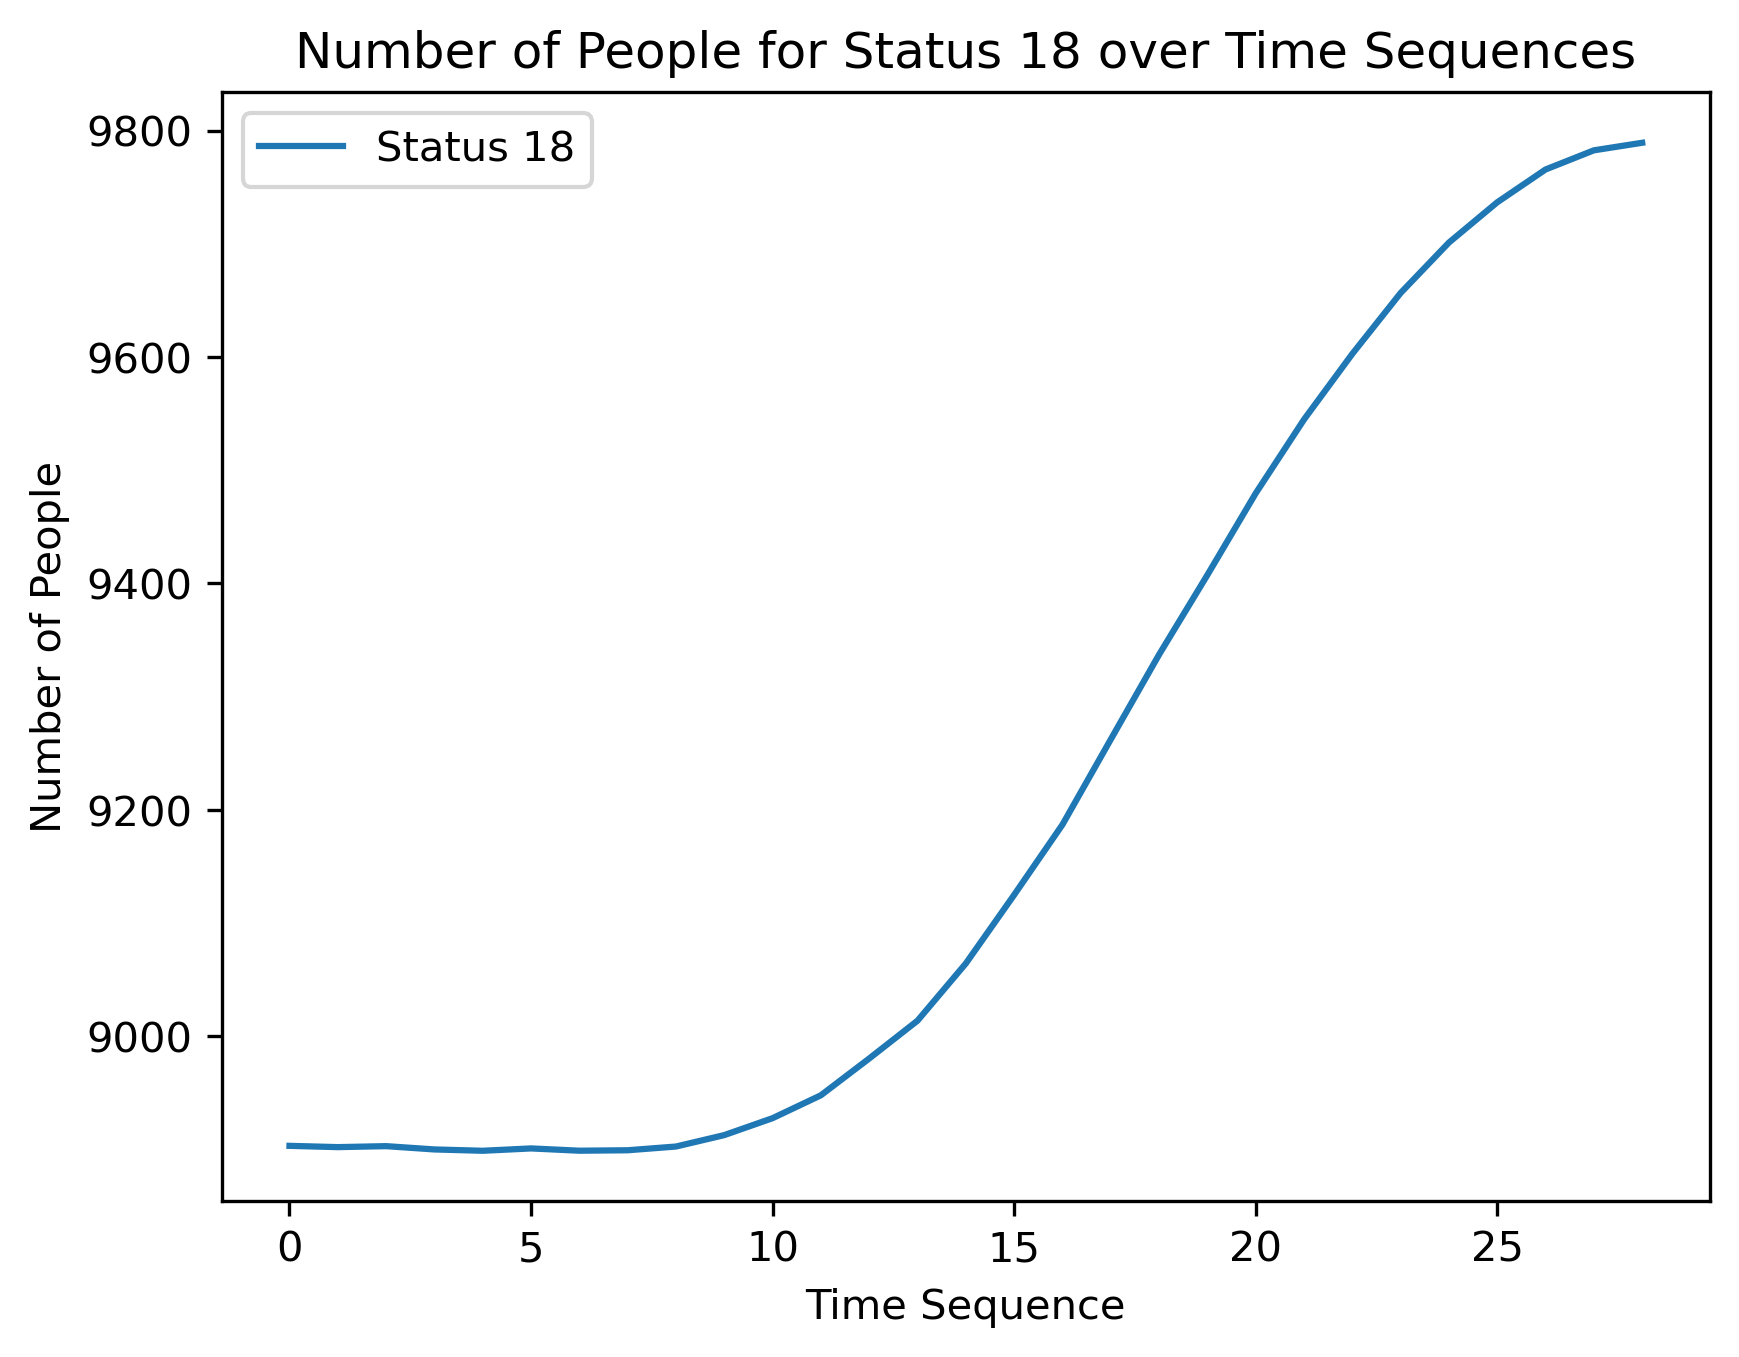 Number of People for Status 18 over Time Sequences
Status 18
9800
9600
9400
9200
9000
Number of People
0 5 10 15 20 25
Time Sequence